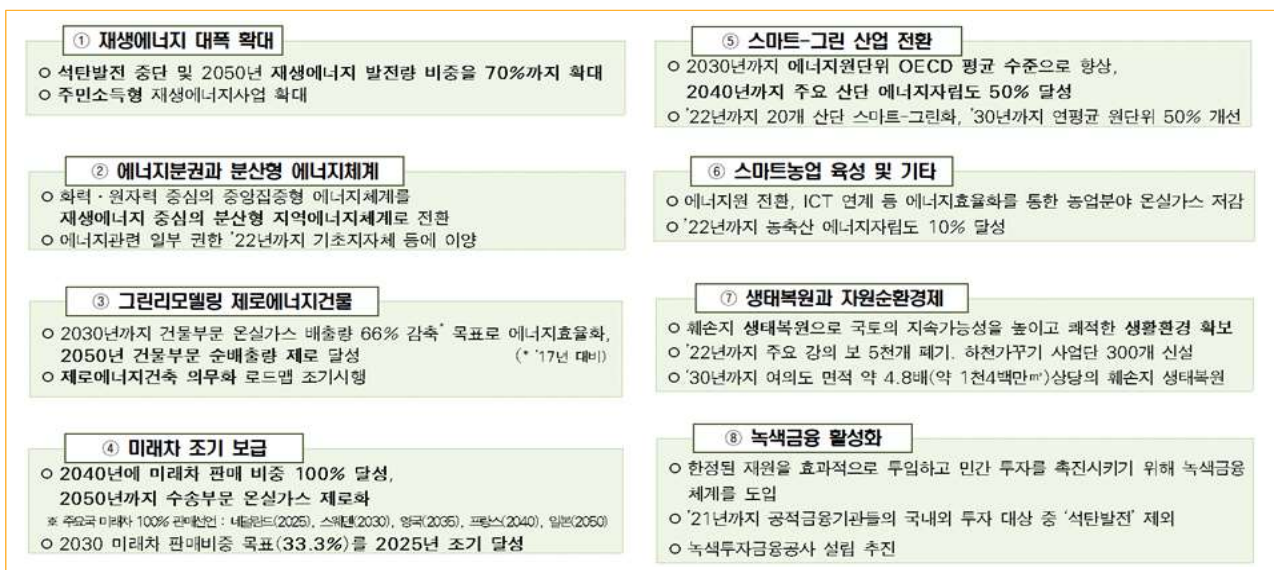 ① 재생에너지 대폭 확대
○ 석탄발전 중단 및 2050년 재생에너지 발전량 비중을 70%까지 확대
○ 주민소득형 재생에너지사업 확대
② 에너지분권과 분산형 에너지체계
○ 화력·원자력 중심의 중앙집중형 에너지체계를
재생에너지 중심의 분산형 지역에너지체계로 전환
○ 에너지관련 일부 권한 '22년까지 기초지자체 등에 이양
③ 그린리모델링 제로에너지건물
○ 2030년까지 건물부문 온실가스 배출량 66% 감축* 목표로 에너지효율화,
2050년 건물부문 순배출량 제로 달성 (* '17년 대비)
○ 제로에너지건축 의무화 로드맵 조기시행
④ 미래차 조기 보급
○ 2040년에 미래차 판매 비중 100% 달성,
2050년까지 수송부문 온실가스 제로화
※ 주요국 미래차 100% 판매선언 : 네덜란드(2025), 스웨덴(2030), 영국(2035), 프랑스(2040), 일본(2050)
○ 2030 미래차 판매비중 목표(33.3%)를 2025년 조기 달성
⑤ 스마트-그린 산업 전환
○ 2030년까지 에너지원단위 OECD 평균 수준으로 향상,
2040년까지 주요 산단 에너지자립도 50% 달성
○ '22년까지 20개 산단 스마트-그린화, '30년까지 연평균 원단위 50% 개선
⑥ 스마트농업 육성 및 기타
○ 에너지원 전환, ICT 연계 등 에너지효율화를 통한 농업분야 온실가스 저감
○ '22년까지 농축산 에너지자립도 10% 달성
⑦ 생태복원과 자원순환경제
○ 훼손지 생태복원으로 국토의 지속가능성을 높이고 쾌적한 생활환경 확보
○ '22년까지 주요 강의 보 5천개 폐기. 하천가꾸기 사업단 300개 신설
○ '30년까지 여의도 면적 약 4.8배(약 1천4백만㎡)상당의 훼손지 생태복원
⑧ 녹색금융 활성화
○ 한정된 재원을 효과적으로 투입하고 민간 투자를 촉진시키기 위해 녹색금융
체계를 도입
○ '21년까지 공적금융기관들의 국내외 투자 대상 중 '석탄발전' 제외
○ 녹색투자금융공사 설립 추진